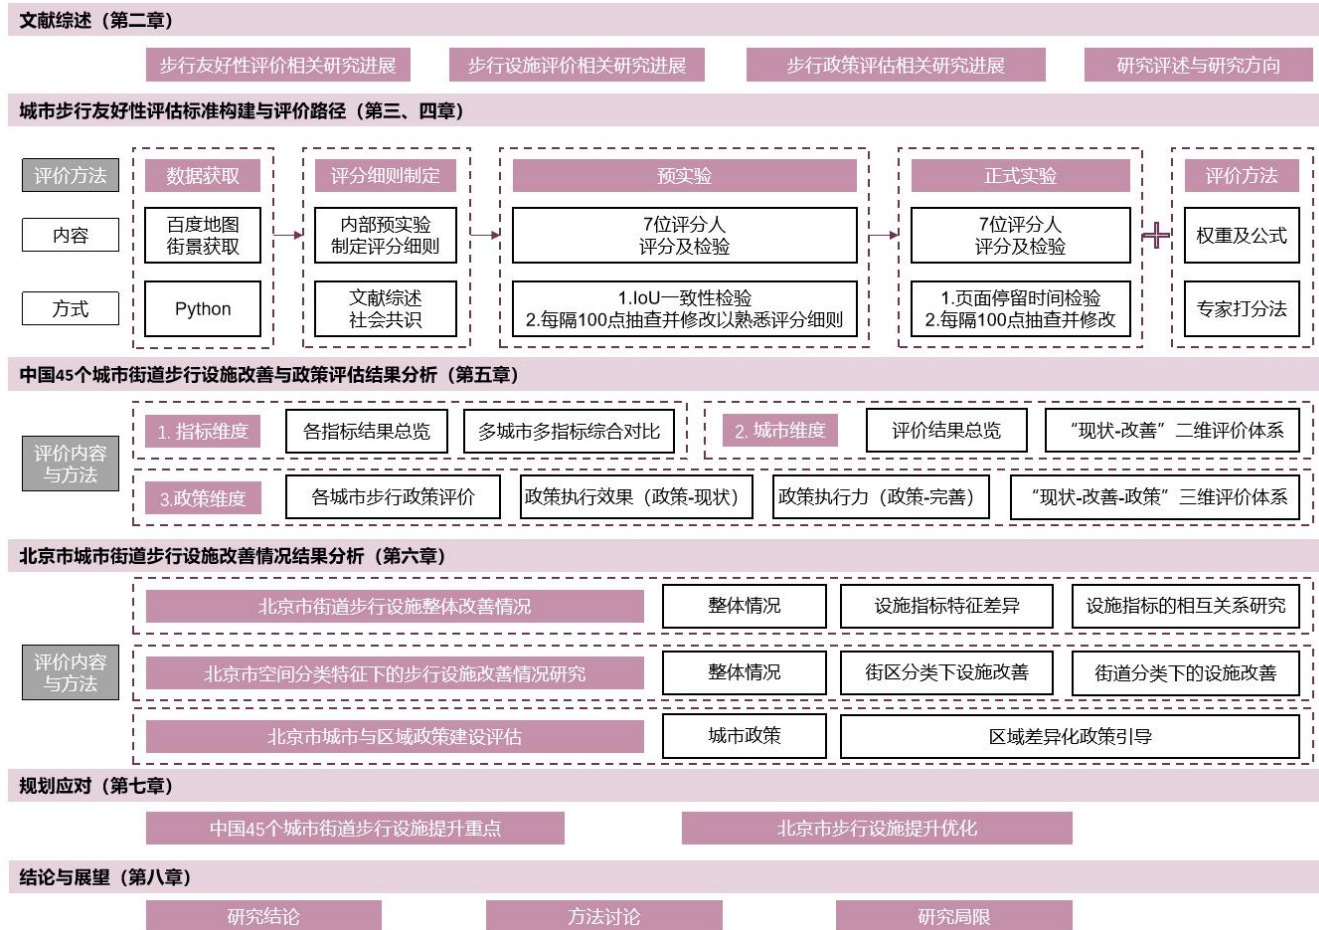 文献综述（第二章）
步行友好性评价相关研究进展
步行设施评价相关研究进展
步行政策评估相关研究进展
研究评述与研究方向
城市步行友好性评估标准构建与评价路径（第三、四章）
评价方法
数据获取
评分细则制定
预实验
正式实验
评价方法
内容
百度地图
街景获取
内部预实验
制定评分细则
7位评分人
评分及检验
7位评分人
评分及检验
权重及公式
方式
Python
文献综述
社会共识
1.IoU一致性检验
2.每隔100点抽查并修改以熟悉评分细则
1.页面停留时间检验
2.每隔100点抽查并修改
专家打分法
中国45个城市街道步行设施改善与政策评估结果分析（第五章）
评价内容
与方法
1. 指标维度
各指标结果总览
多城市多指标综合对比
2. 城市维度
评价结果总览
“现状-改善”二维评价体系
3.政策维度
各城市步行政策评价
政策执行效果（政策-现状）
政策执行力（政策-完善）
“现状-改善-政策”三维评价体系
北京市城市街道步行设施改善情况结果分析（第六章）
评价内容
与方法
北京市街道步行设施整体改善情况
整体情况
设施指标特征差异
设施指标的相互关系研究
北京市空间分类特征下的步行设施改善情况研究
整体情况
街区分类下设施改善
街道分类下的设施改善
北京市城市与区域政策建设评估
城市政策
区域差异化政策引导
规划应对（第七章）
中国45个城市街道步行设施提升重点
北京市步行设施提升优化
结论与展望（第八章）
研究结论
方法讨论
研究局限